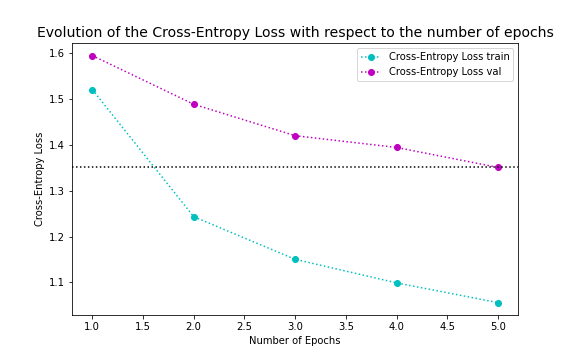 Evolution of the Cross-Entropy Loss with respect to the number of epochs
Cross-Entropy Loss train
Cross-Entropy Loss val
Cross-Entropy Loss
1.6
1.5
1.4
1.3
1.2
1.1
1.0 1.5 2.0 2.5 3.0 3.5 4.0 4.5 5.0
Number of Epochs